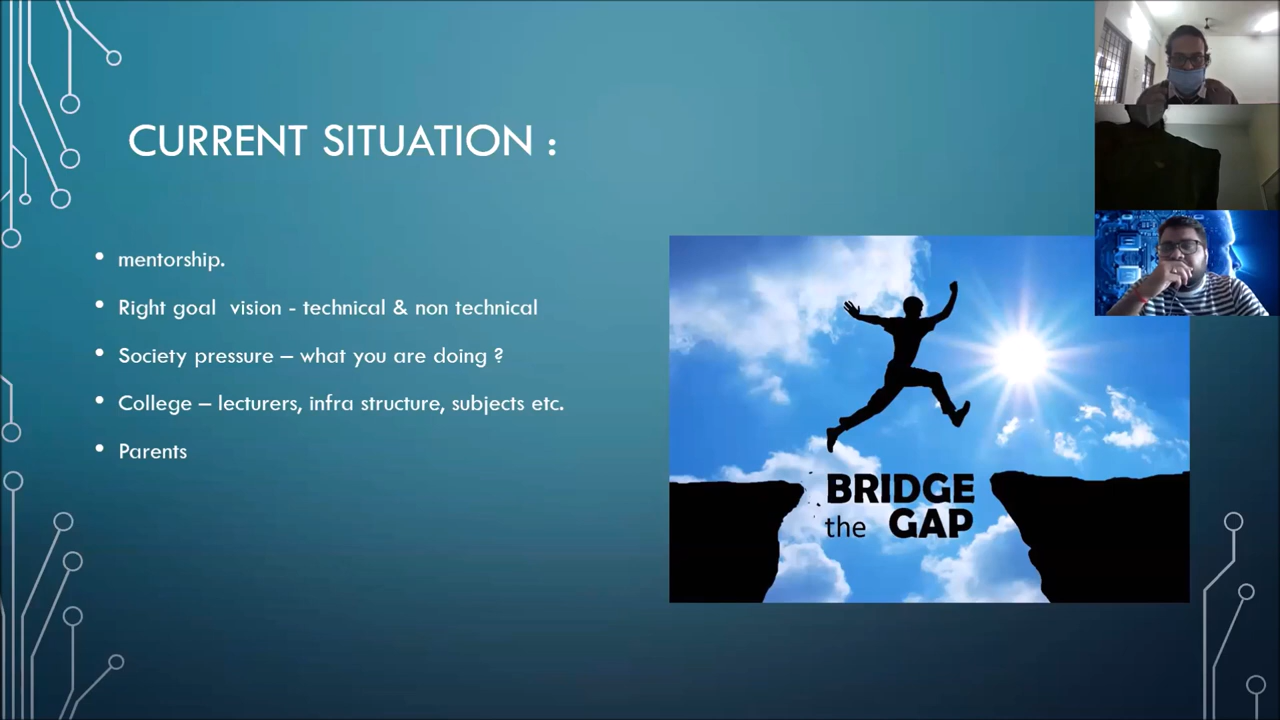 CURRENT SITUATION :
• mentorship.
• Right goal  vision - technical & non technical
• Society pressure – what you are doing ?
• College – lecturers, infra structure, subjects etc.
• Parents
BRIDGE
the GAP